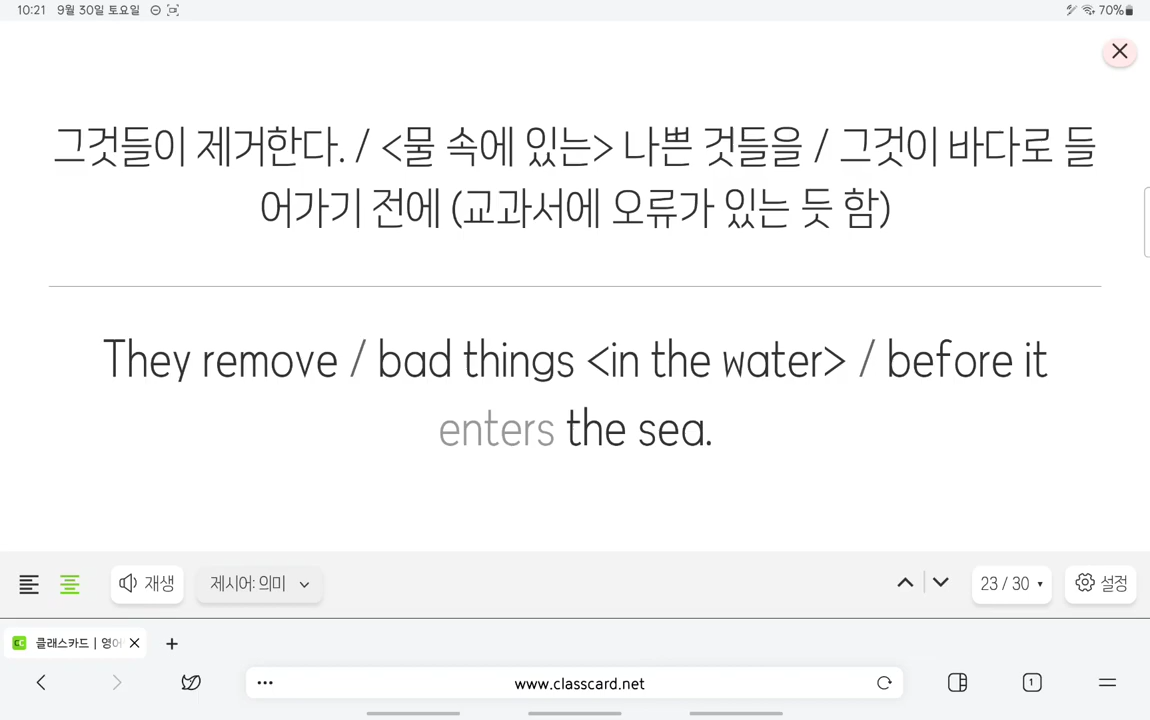 10:21 9월 30일 토요일 70%
그것들이 제거한다. / <물 속에 있는> 나쁜 것들을 / 그것이 바다로 들
어가기 전에 (교과서에 오류가 있는 듯 함)
They remove / bad things <in the water> / before it
enters the sea.
재생 제시어: 의미 23 / 30 설정
클래스카드 | 영어
www.classcard.net 1